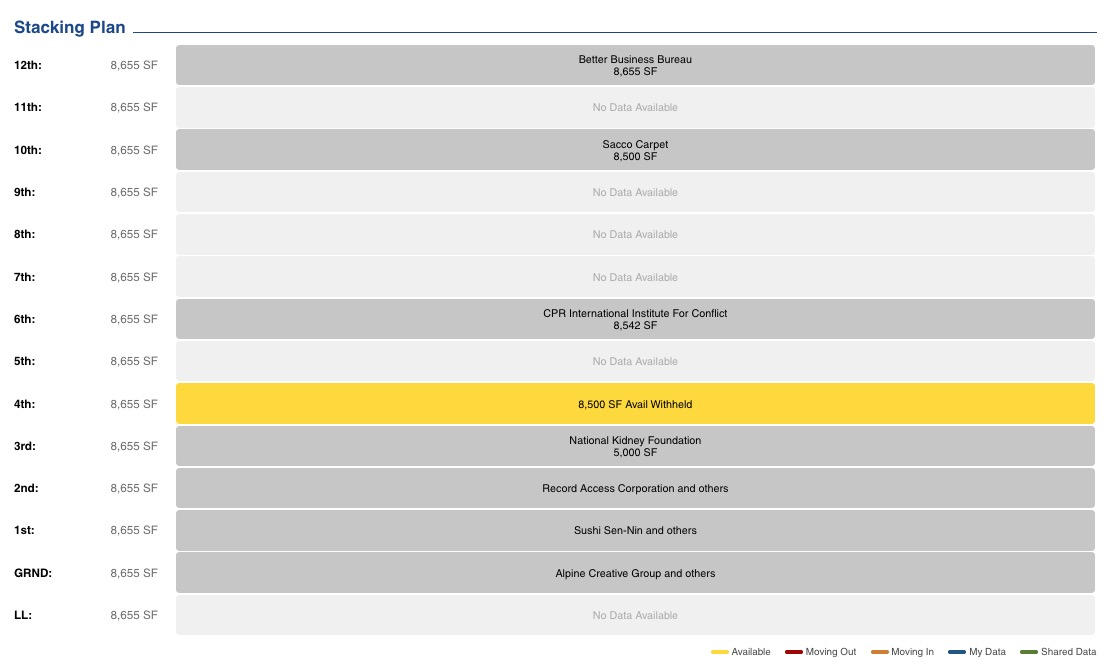 Stacking Plan
12th: 8,655 SF Better Business Bureau
8,655 SF
11th: 8,655 SF No Data Available
10th: 8,655 SF Sacco Carpet
8,500 SF
9th: 8,655 SF No Data Available
8th: 8,655 SF No Data Available
7th: 8,655 SF No Data Available
6th: 8,655 SF CPR International Institute For Conflict
8,542 SF
5th: 8,655 SF No Data Available
4th: 8,655 SF 8,500 SF Avail Withheld
3rd: 8,655 SF National Kidney Foundation
5,000 SF
2nd: 8,655 SF Record Access Corporation and others
1st: 8,655 SF Sushi Sen-Nin and others
GRND: 8,655 SF Alpine Creative Group and others
LL: 8,655 SF No Data Available
Available Moving Out Moving In My Data Shared Data